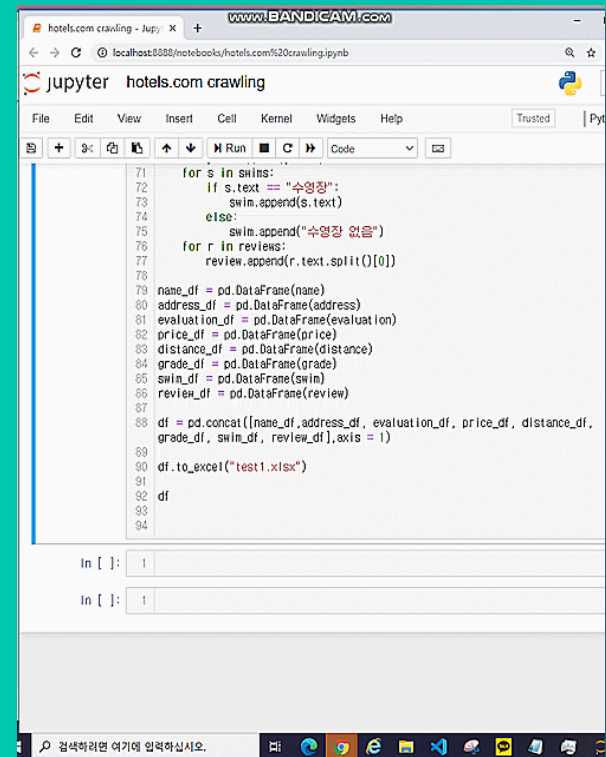 www.BANDICAM.com
hotels.com crawling - Jupy
localhost:8888/notebooks/hotels.com%20crawling.ipynb
Jupyter hotels.com crawling
File Edit View Insert Cell Kernel Widgets Help Trusted Pyt
Run Code
71 for s in swims:
72 if s.text == "수영장":
73 swim.append(s.text)
74 else:
75 swim.append("수영장 없음")
76 for r in reviews:
77 review.append(r.text.split()[0])
78
79 name_df = pd.DataFrame(name)
80 address_df = pd.DataFrame(address)
81 evaluation_df = pd.DataFrame(evaluation)
82 price_df = pd.DataFrame(price)
83 distance_df = pd.DataFrame(distance)
84 grade_df = pd.DataFrame(grade)
85 swim_df = pd.DataFrame(swim)
86 review_df = pd.DataFrame(review)
87
88 df = pd.concat([name_df,address_df, evaluation_df, price_df, distance_df,
grade_df, swim_df, review_df],axis = 1)
89
90 df.to_excel("test1.xlsx")
91
92 df
93
94
In [ ]: 1
In [ ]: 1
검색하려면 여기에 입력하십시오.